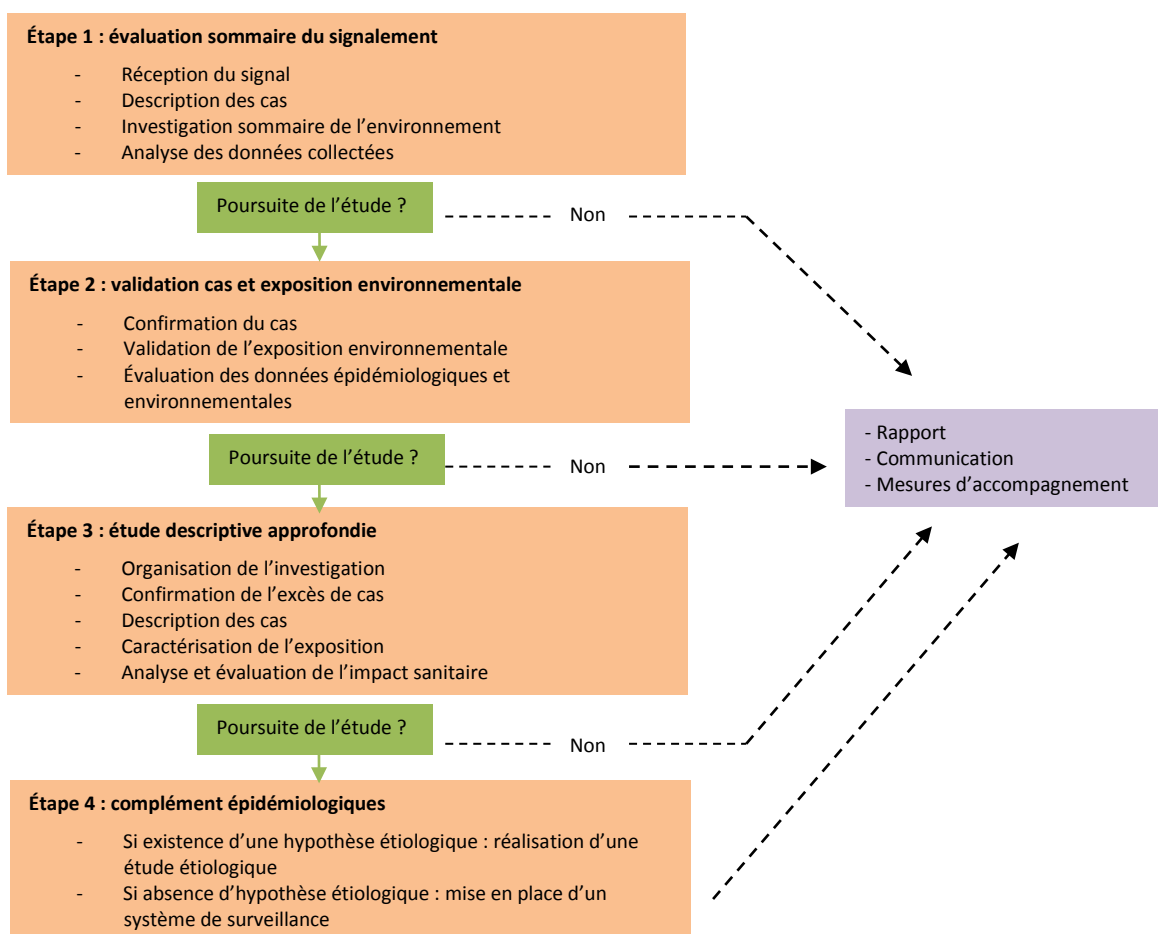 Étape 1 : évaluation sommaire du signalement
- Réception du signal
- Description des cas
- Investigation sommaire de l’environnement
- Analyse des données collectées
Poursuite de l’étude ?
Non
Étape 2 : validation cas et exposition environnementale
- Confirmation du cas
- Validation de l’exposition environnementale
- Évaluation des données épidémiologiques et
environnementales
Poursuite de l’étude ?
Non
- Rapport
- Communication
- Mesures d’accompagnement
Étape 3 : étude descriptive approfondie
- Organisation de l’investigation
- Confirmation de l’excès de cas
- Description des cas
- Caractérisation de l’exposition
- Analyse et évaluation de l’impact sanitaire
Poursuite de l’étude ?
Non
Étape 4 : complément épidémiologiques
- Si existence d’une hypothèse étiologique : réalisation d’une
étude étiologique
- Si absence d’hypothèse étiologique : mise en place d’un
système de surveillance